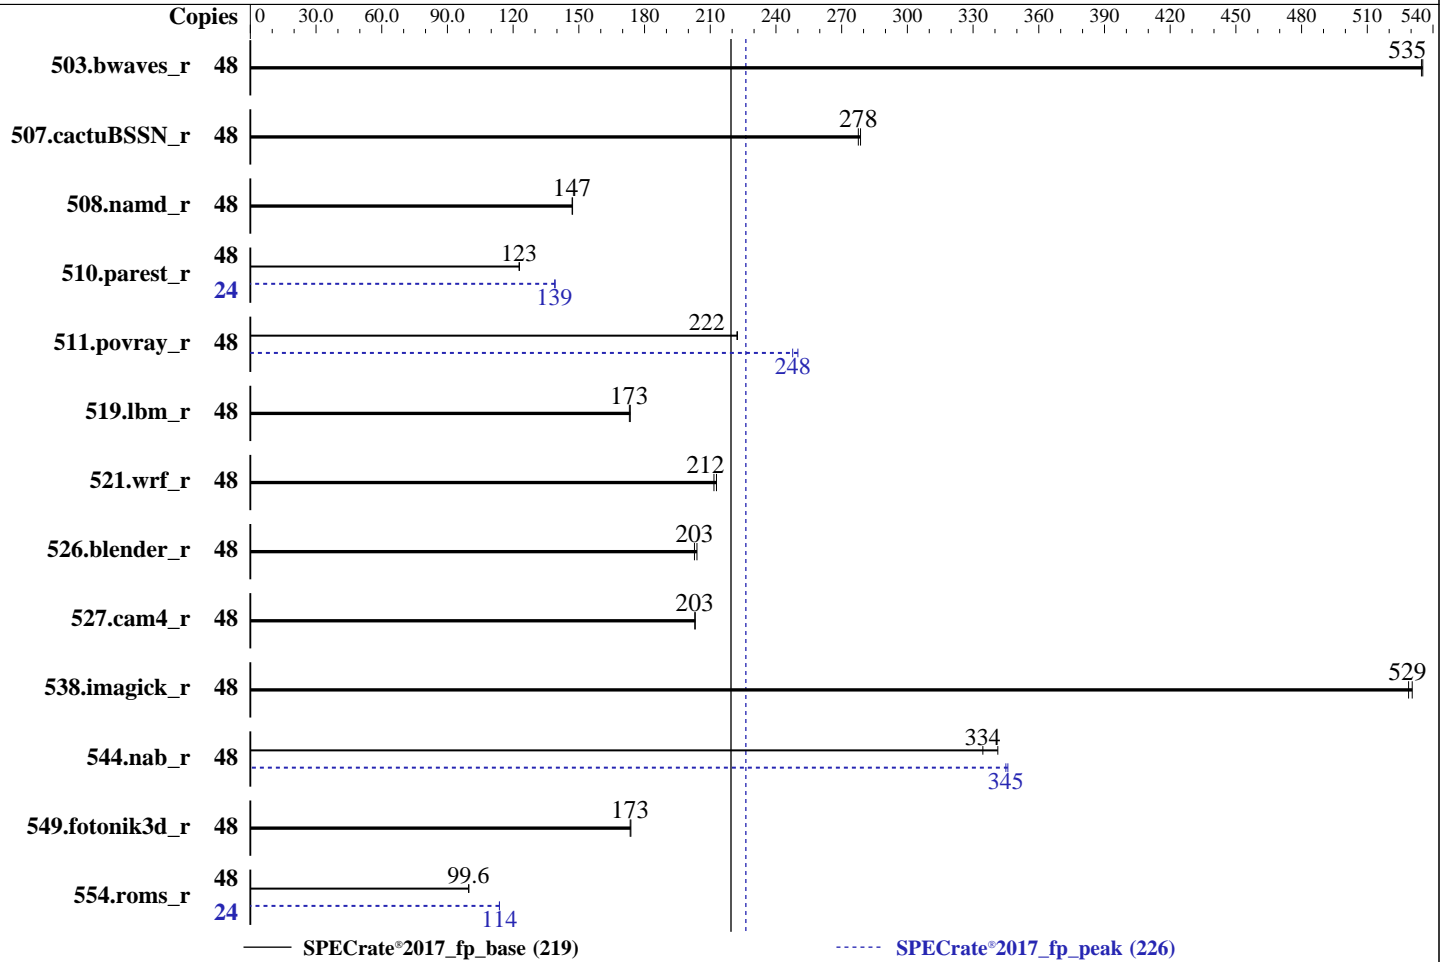 Copies 0 30.0 60.0 90.0 120 150 180 210 240 270 300 330 360 390 420 450 480 510 540
503.bwaves_r 48 535
507.cactuBSSN_r 48 278
508.namd_r 48 147
510.parest_r 48 123
24 139
511.povray_r 48 222
248
519.lbm_r 48 173
521.wrf_r 48 212
526.blender_r 48 203
527.cam4_r 48 203
538.imagick_r 48 529
544.nab_r 48 334
345
549.fotonik3d_r 48 173
554.roms_r 48 99.6
24 114
SPECrate®2017_fp_base (219) SPECrate®2017_fp_peak (226)